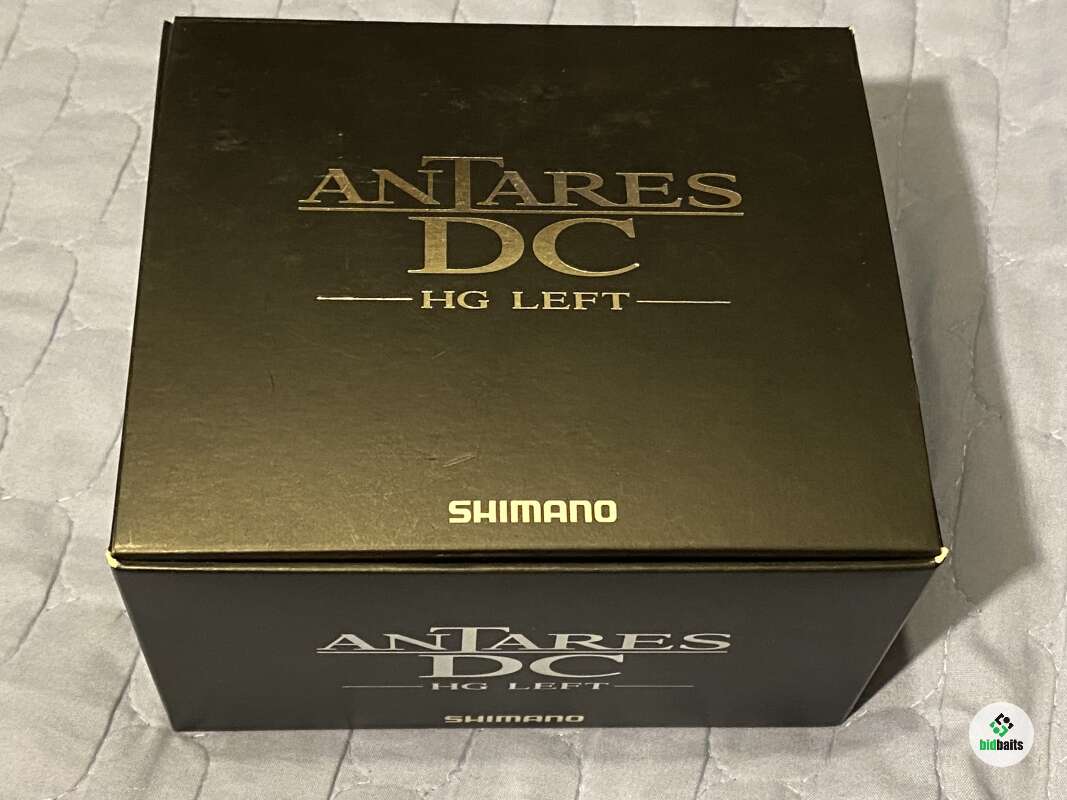 ANTARES
DC
HG LEFT
SHIMANO
ANTARES
DC
HG LEFT
SHIMANO
bidbaits